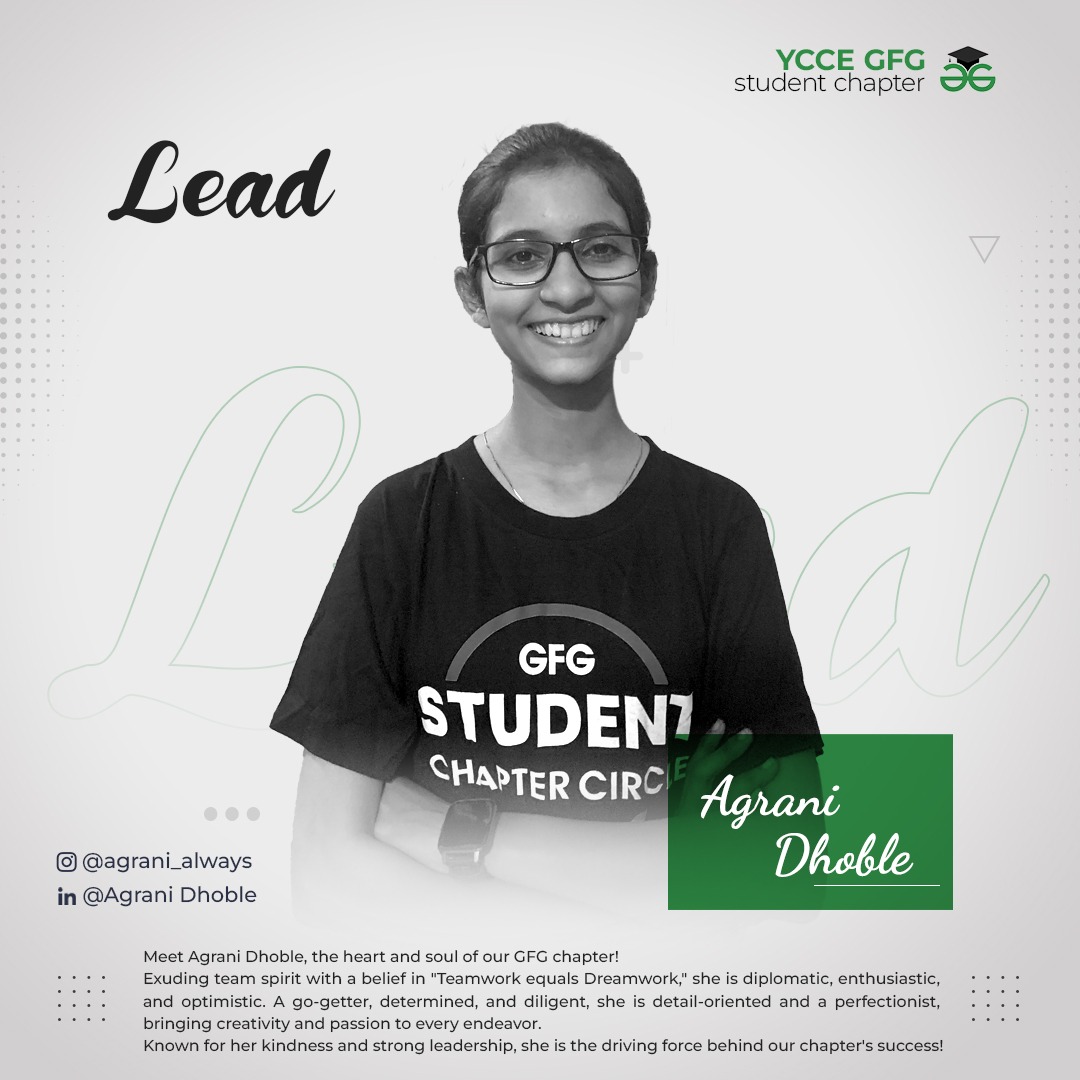 YCCE GFG
student chapter
Lead
Lead
GFG
STUDENT
CHAPTER CIRCLE
Agrani
Dhoble
@agrani_always
in @Agrani Dhoble
Meet Agrani Dhoble, the heart and soul of our GFG chapter!
Exuding team spirit with a belief in "Teamwork equals Dreamwork," she is diplomatic, enthusiastic,
and optimistic. A go-getter, determined, and diligent, she is detail-oriented and a perfectionist,
bringing creativity and passion to every endeavor.
Known for her kindness and strong leadership, she is the driving force behind our chapter's success!